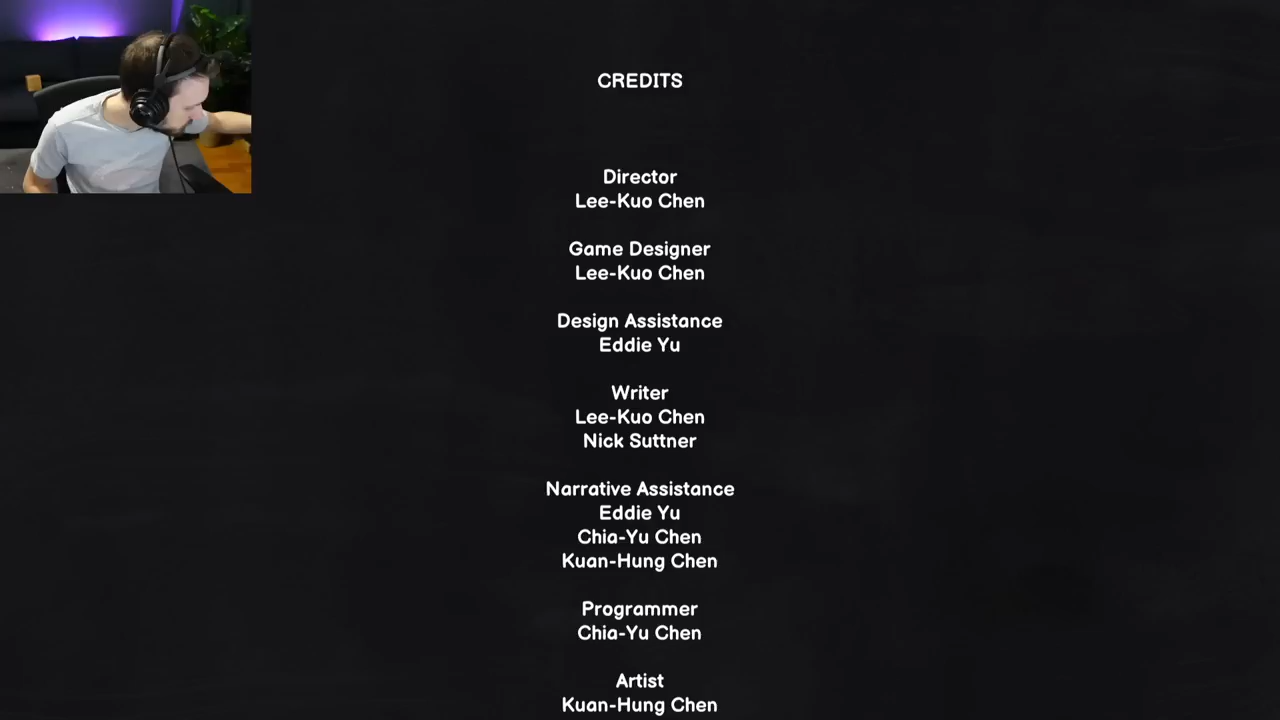 CREDITS
Director
Lee-Kuo Chen
Game Designer
Lee-Kuo Chen
Design Assistance
Eddie Yu
Writer
Lee-Kuo Chen
Nick Suttner
Narrative Assistance
Eddie Yu
Chia-Yu Chen
Kuan-Hung Chen
Programmer
Chia-Yu Chen
Artist
Kuan-Hung Chen